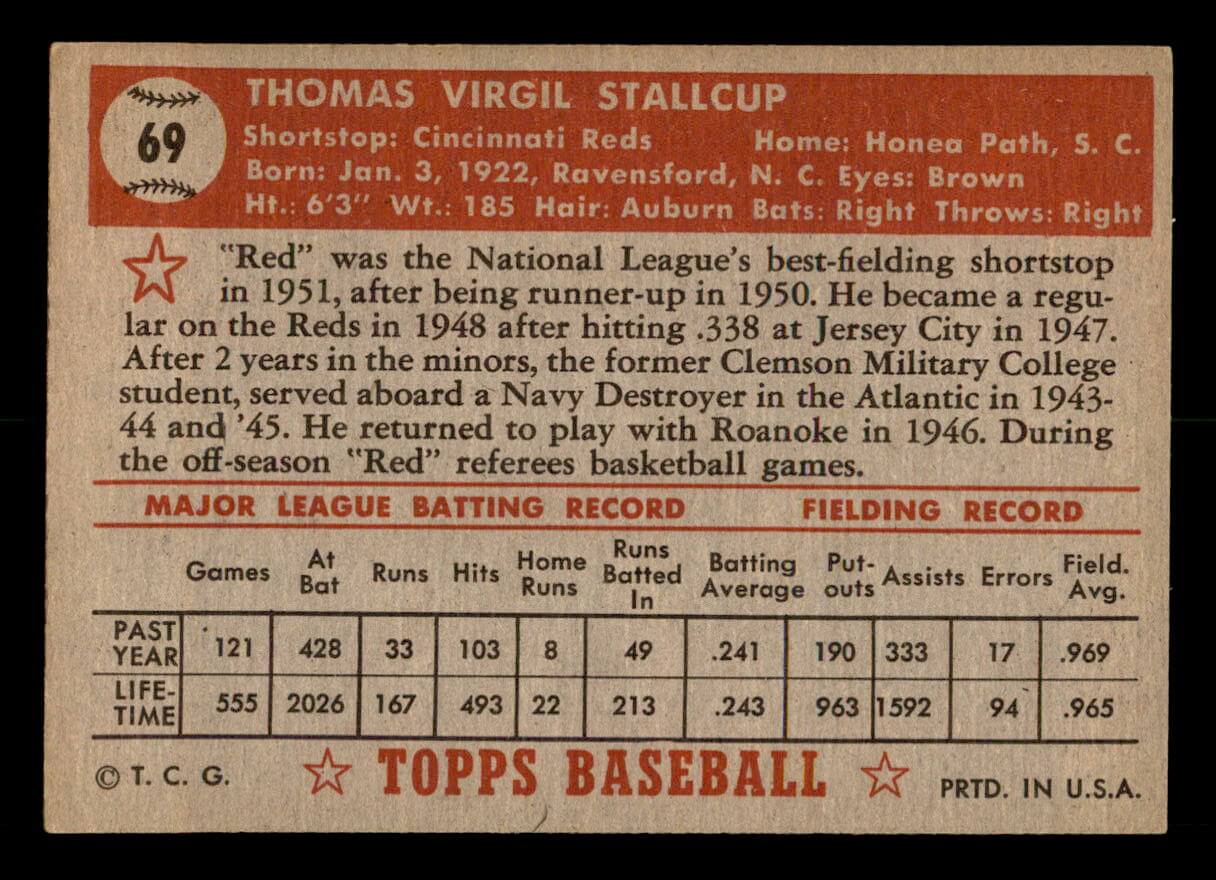 69
THOMAS VIRGIL STALLCUP
Shortstop: Cincinnati Reds Home: Honea Path, S. C.
Born: Jan. 3, 1922, Ravensford, N. C. Eyes: Brown
Ht.: 6'3" Wt.: 185 Hair: Auburn Bats: Right Throws: Right
"Red" was the National League's best-fielding shortstop
in 1951, after being runner-up in 1950. He became a regu-
lar on the Reds in 1948 after hitting .338 at Jersey City in 1947.
After 2 years in the minors, the former Clemson Military College
student, served aboard a Navy Destroyer in the Atlantic in 1943-
44 and '45. He returned to play with Roanoke in 1946. During
the off-season "Red" referees basketball games.
MAJOR LEAGUE BATTING RECORD FIELDING RECORD
Games At Bat Runs Hits Home Runs Runs Batted In Batting Average Put-outs Assists Errors Field. Avg.
PAST YEAR 121 428 33 103 8 49 .241 190 333 17 .969
LIFE-TIME 555 2026 167 493 22 213 .243 963 1592 94 .965
© T. C. G. TOPPS BASEBALL PRTD. IN U.S.A.